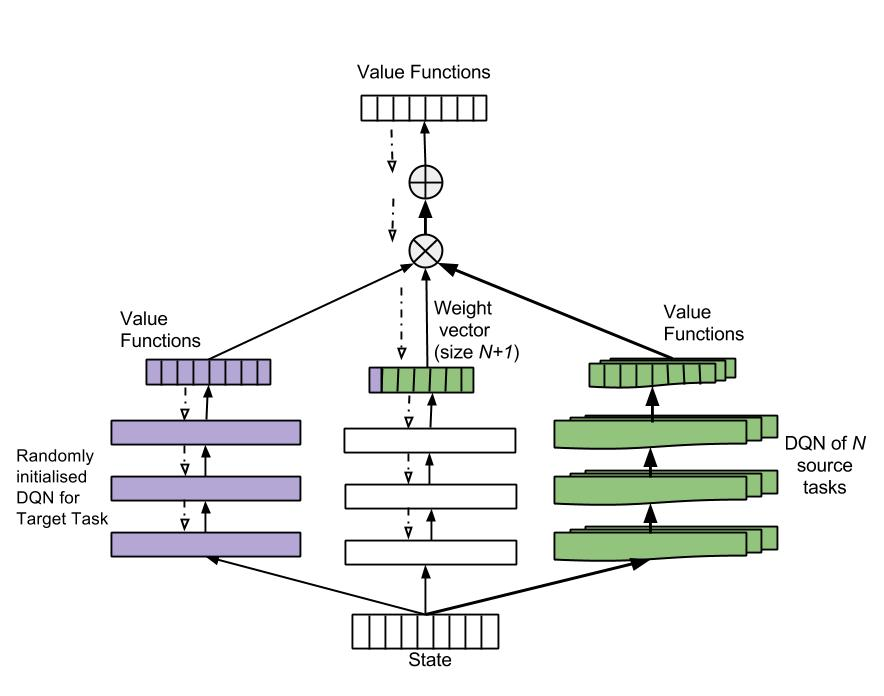 Value Functions
Weight
vector
(size N+1)
Value
Functions
Value
Functions
Randomly
initialised
DQN for
Target Task
DQN of N
source
tasks
State